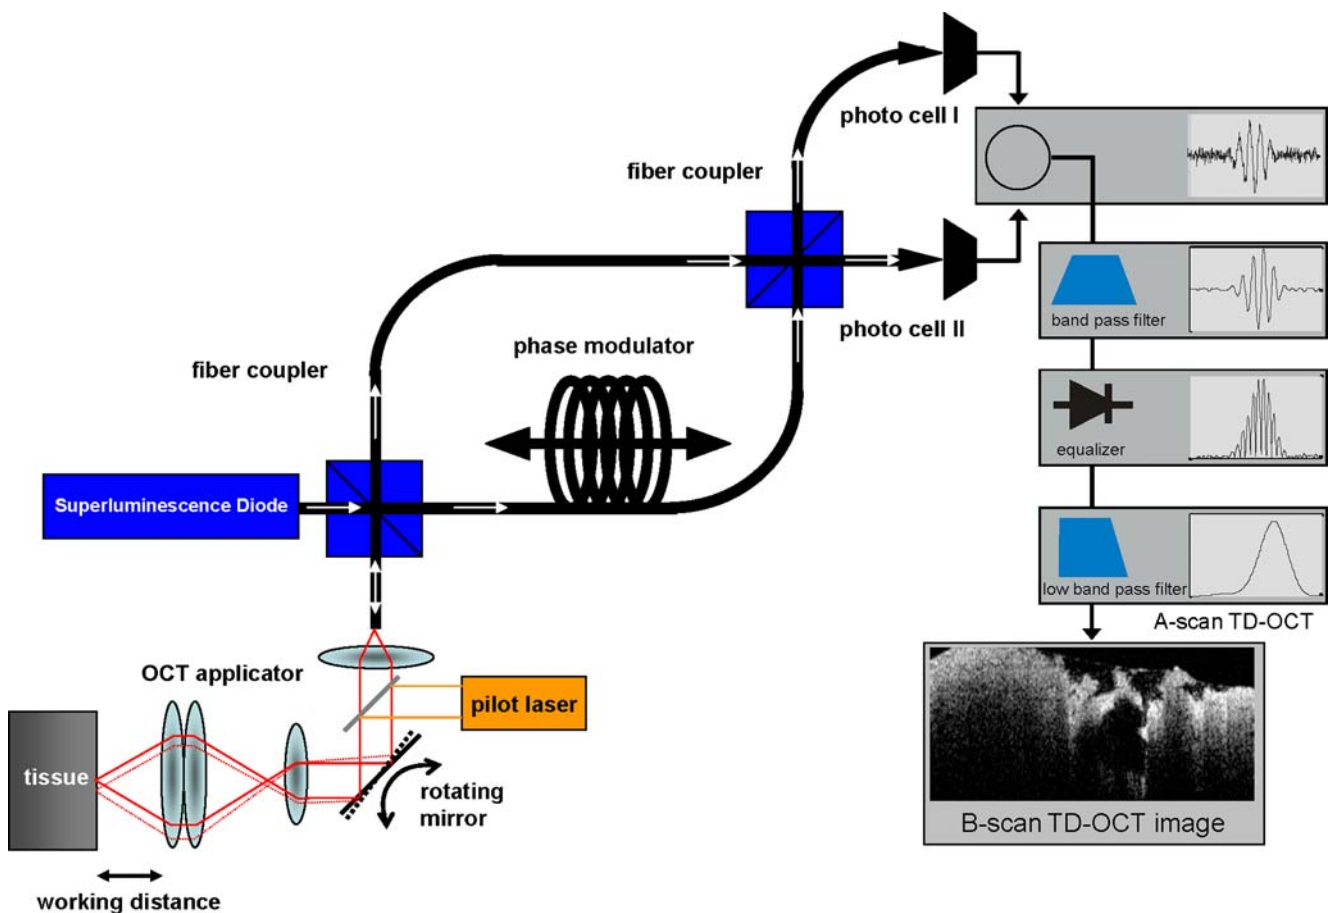 photo cell I
fiber coupler
photo cell II
band pass filter
phase modulator
fiber coupler
equalizer
Superluminescence Diode
low band pass filter
A-scan TD-OCT
OCT applicator
pilot laser
tissue
rotating
mirror
B-scan TD-OCT image
working distance